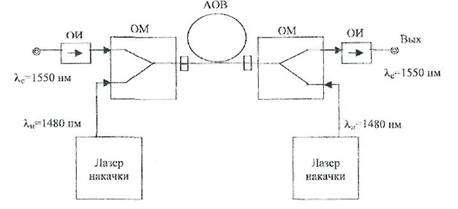 АОВ
ОИ
ОМ
ОМ
ОИ
Вых
λс=1550 нм
λс=1550 нм
λн=1480 пм
λн=1480 нм
Лазер
накачки
Лазер
накачки